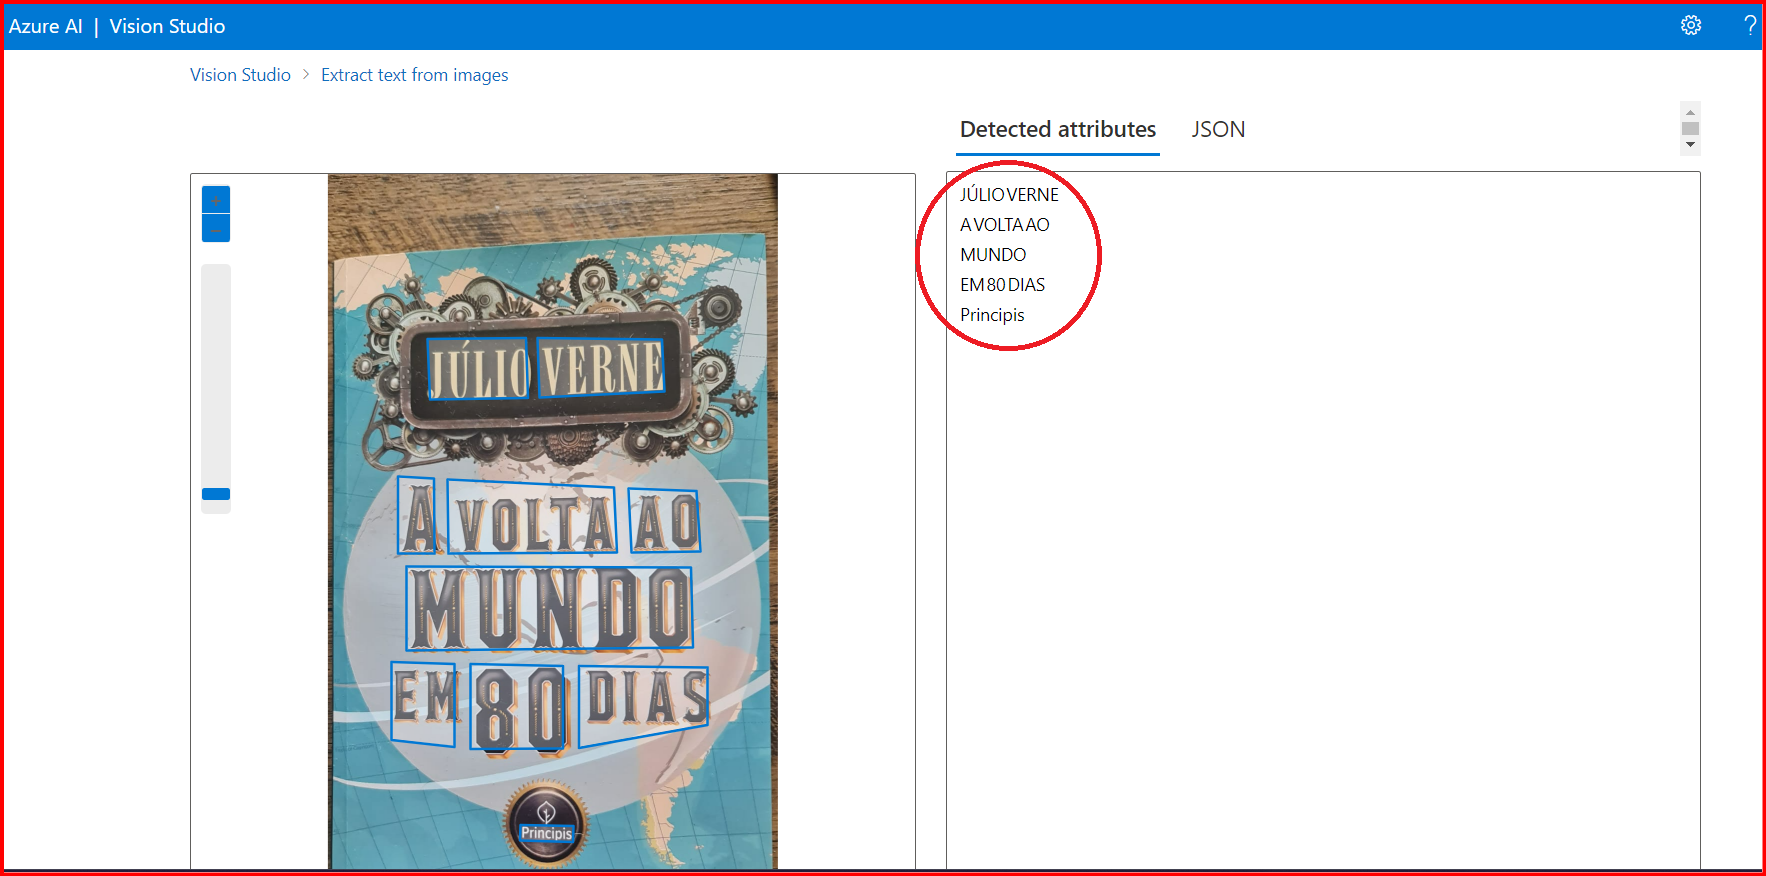 Azure AI | Vision Studio
?
Vision Studio > Extract text from images
Detected attributes JSON
JÚLIO VERNE
A VOLTA AO
MUNDO
EM 80 DIAS
Principis
+
-
JÚLIO VERNE
A VOLTA AO
MUNDO
EM 80 DIAS
Principis